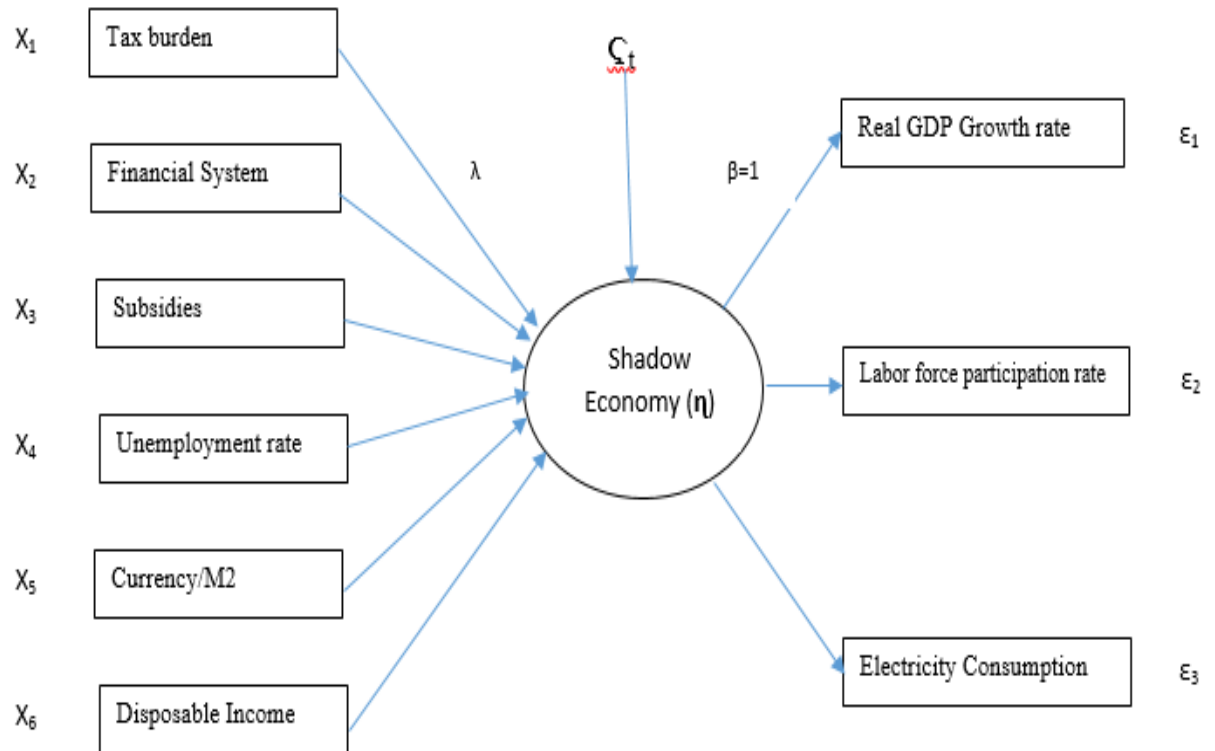 X₁ Tax burden
X₂ Financial System
X₃ Subsidies
X₄ Unemployment rate
X₅ Currency/M2
X₆ Disposable Income
λ
ς_t
β=1
Shadow
Economy (η)
Real GDP Growth rate ε₁
Labor force participation rate ε₂
Electricity Consumption ε₃